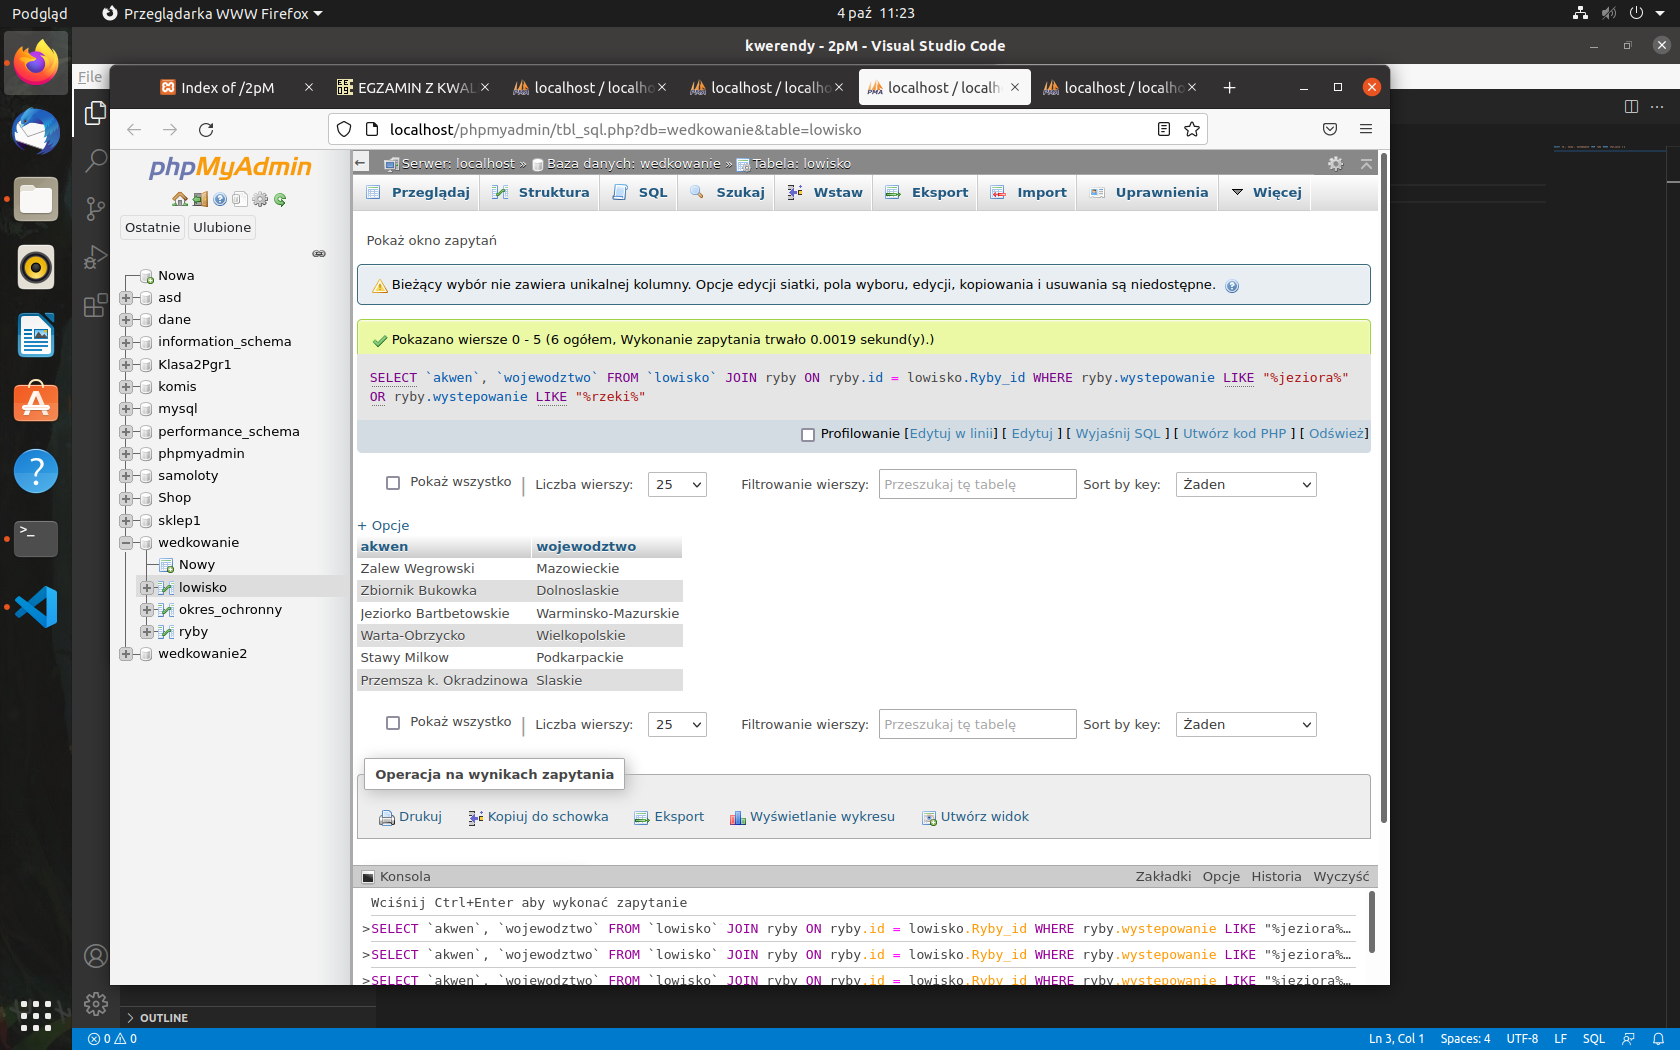 Podgląd
Przeglądarka WWW Firefox
4 paź 11:23
kwerendy - 2pM - Visual Studio Code
File
Index of /2pM
EGZAMIN Z KWAL
localhost / localho
localhost / localho
localhost / localh
localhost / localho
localhost/phpmyadmin/tbl_sql.php?db=wedkowanie&table=lowisko
phpMyAdmin
Ostatnie
Ulubione
Nowa
asd
dane
information_schema
Klasa2Pgr1
komis
mysql
performance_schema
phpmyadmin
samoloty
Shop
sklep1
wedkowanie
Nowy
lowisko
okres_ochronny
ryby
wedkowanie2
Serwer: localhost » Baza danych: wedkowanie » Tabela: lowisko
Przeglądaj
Struktura
SQL
Szukaj
Wstaw
Eksport
Import
Uprawnienia
Więcej
Pokaż okno zapytań
Bieżący wybór nie zawiera unikalnej kolumny. Opcje edycji siatki, pola wyboru, edycji, kopiowania i usuwania są niedostępne.
Pokazano wiersze 0 - 5 (6 ogółem, Wykonanie zapytania trwało 0.0019 sekund(y).)
SELECT `akwen`, `wojewodztwo` FROM `lowisko` JOIN ryby ON ryby.id = lowisko.Ryby_id WHERE ryby.wystepowanie LIKE "%jeziora%"
OR ryby.wystepowanie LIKE "%rzeki%"
Profilowanie [Edytuj w linii] [ Edytuj ] [ Wyjaśnij SQL ] [ Utwórz kod PHP ] [ Odśwież]
Pokaż wszystko | Liczba wierszy: 25 Filtrowanie wierszy: Przeszukaj tę tabelę Sort by key: Żaden
+ Opcje
akwen wojewodztwo
Zalew Wegrowski Mazowieckie
Zbiornik Bukowka Dolnoslaskie
Jeziorko Bartbetowskie Warminsko-Mazurskie
Warta-Obrzycko Wielkopolskie
Stawy Milkow Podkarpackie
Przemsza k. Okradzinowa Slaskie
Pokaż wszystko | Liczba wierszy: 25 Filtrowanie wierszy: Przeszukaj tę tabelę Sort by key: Żaden
Operacja na wynikach zapytania
Drukuj
Kopiuj do schowka
Eksport
Wyświetlanie wykresu
Utwórz widok
Konsola
Zakładki Opcje Historia Wyczyść
Wciśnij Ctrl+Enter aby wykonać zapytanie
>SELECT `akwen`, `wojewodztwo` FROM `lowisko` JOIN ryby ON ryby.id = lowisko.Ryby_id WHERE ryby.wystepowanie LIKE "%jeziora%…
>SELECT `akwen`, `wojewodztwo` FROM `lowisko` JOIN ryby ON ryby.id = lowisko.Ryby_id WHERE ryby.wystepowanie LIKE "%jeziora%…
>SELECT `akwen`, `wojewodztwo` FROM `lowisko` JOIN ryby ON ryby.id = lowisko.Ryby_id WHERE ryby.wystepowanie LIKE "%jeziora%…
OUTLINE
0 0
Ln 3, Col 1
Spaces: 4
UTF-8
LF
SQL